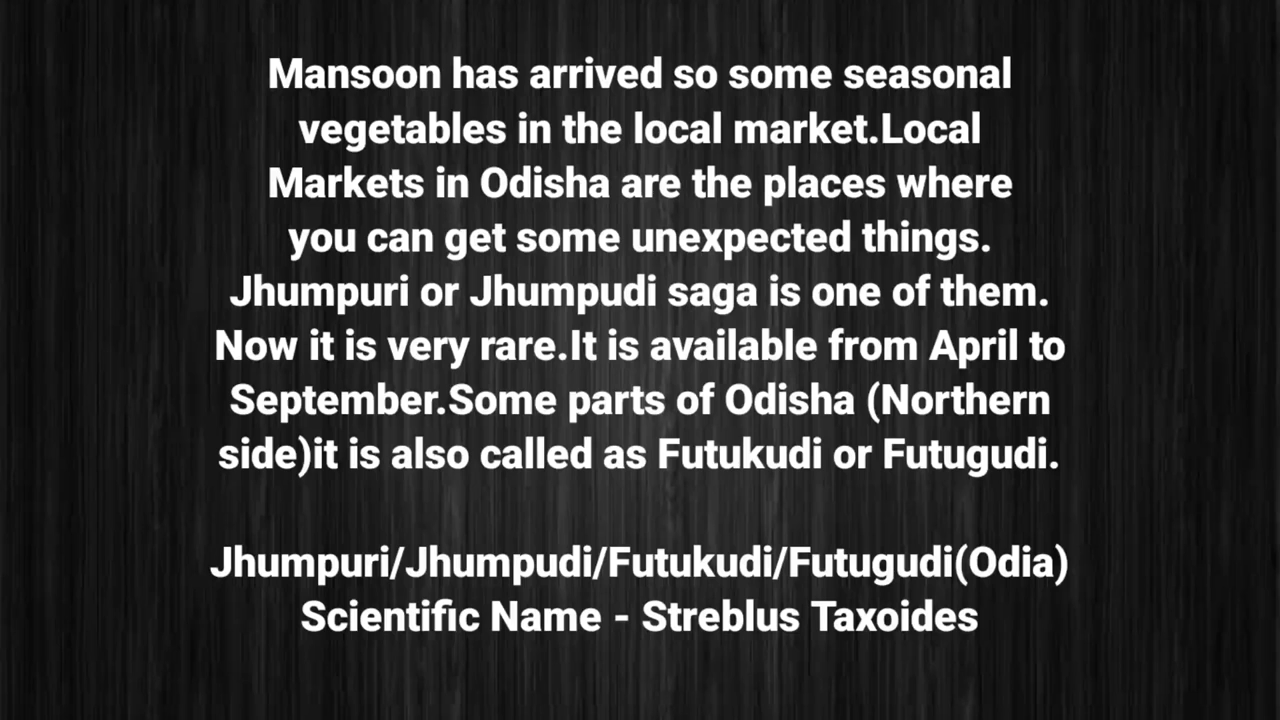 Mansoon has arrived so some seasonal
vegetables in the local market.Local
Markets in Odisha are the places where
you can get some unexpected things.
Jhumpuri or Jhumpudi saga is one of them.
Now it is very rare.It is available from April to
September.Some parts of Odisha (Northern
side)it is also called as Futukudi or Futugudi.
Jhumpuri/Jhumpudi/Futukudi/Futugudi(Odia)
Scientific Name - Streblus Taxoides